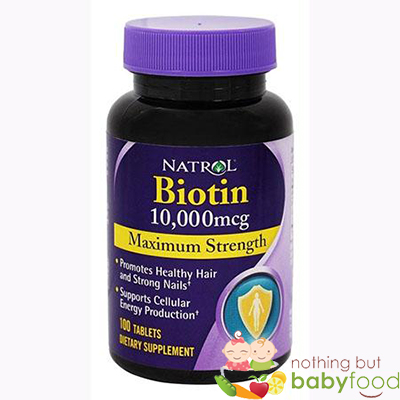 NATROL
Biotin
10,000mcg
Maximum Strength
• Promotes Healthy Hair
and Strong Nails†
• Supports Cellular
Energy Production†
100 TABLETS
DIETARY SUPPLEMENT
nothing but
babyfood